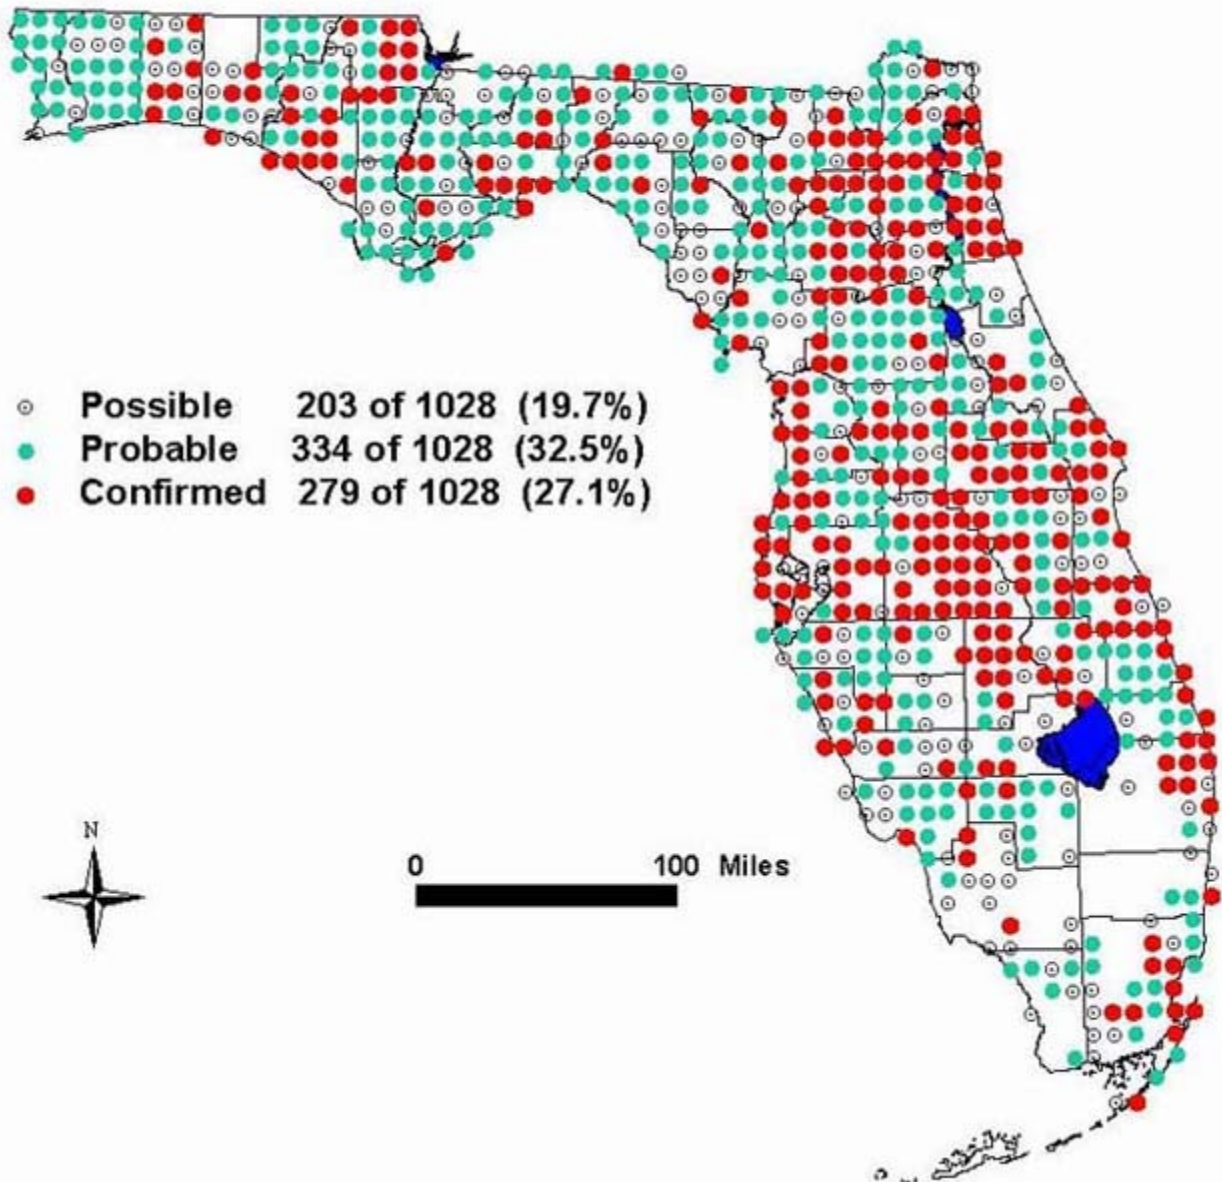 Possible 203 of 1028 (19.7%)
Probable 334 of 1028 (32.5%)
Confirmed 279 of 1028 (27.1%)
N
0 100 Miles